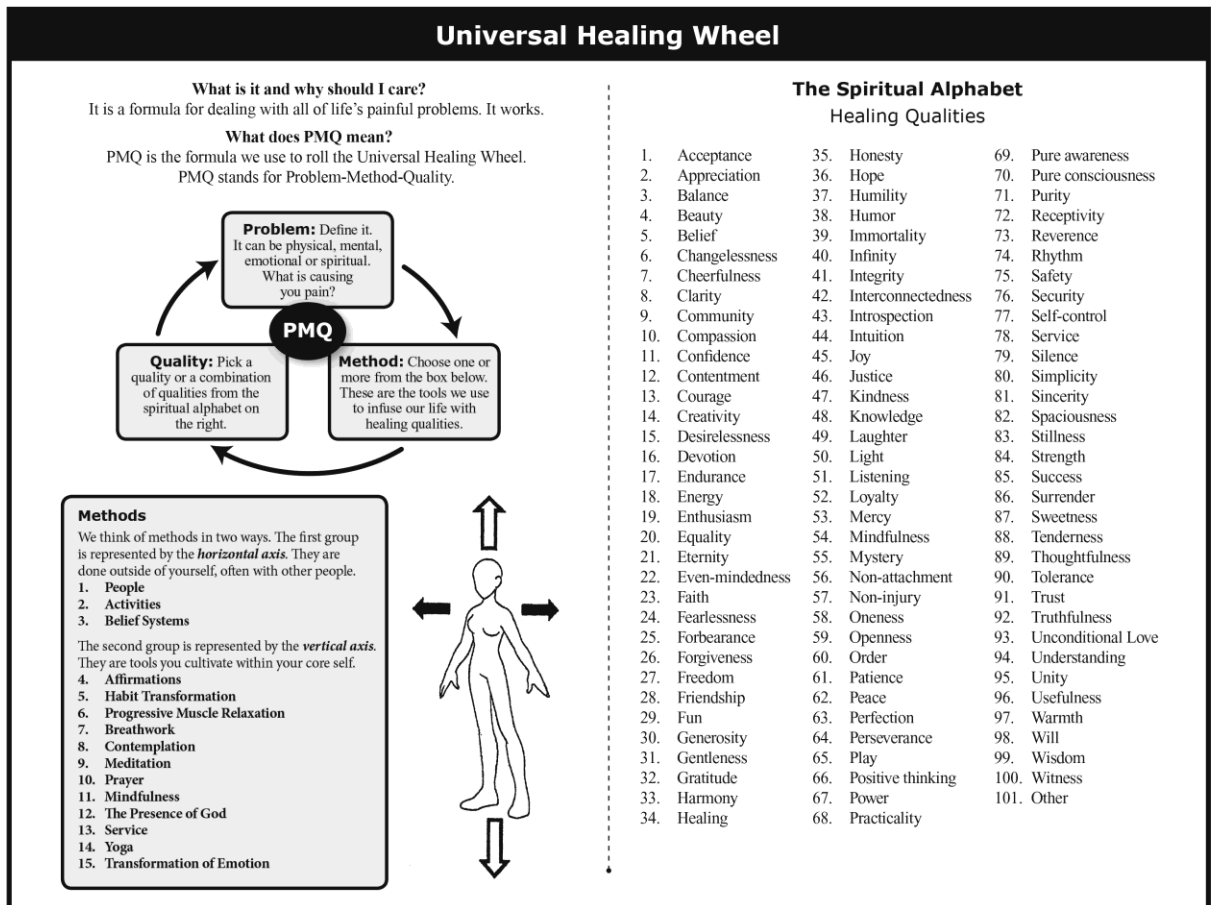 Universal Healing Wheel
What is it and why should I care?
It is a formula for dealing with all of life's painful problems. It works.
What does PMQ mean?
PMQ is the formula we use to roll the Universal Healing Wheel.
PMQ stands for Problem-Method-Quality.
Problem: Define it.
It can be physical, mental,
emotional or spiritual.
What is causing
you pain?
PMQ
Quality: Pick a
quality or a combination
of qualities from the
spiritual alphabet on
the right.
Method: Choose one or
more from the box below.
These are the tools we use
to infuse our life with
healing qualities.
Methods
We think of methods in two ways. The first group
is represented by the horizontal axis. They are
done outside of yourself, often with other people.
1. People
2. Activities
3. Belief Systems
The second group is represented by the vertical axis.
They are tools you cultivate within your core self.
4. Affirmations
5. Habit Transformation
6. Progressive Muscle Relaxation
7. Breathwork
8. Contemplation
9. Meditation
10. Prayer
11. Mindfulness
12. The Presence of God
13. Service
14. Yoga
15. Transformation of Emotion
The Spiritual Alphabet
Healing Qualities
1. Acceptance
2. Appreciation
3. Balance
4. Beauty
5. Belief
6. Changelessness
7. Cheerfulness
8. Clarity
9. Community
10. Compassion
11. Confidence
12. Contentment
13. Courage
14. Creativity
15. Desirelessness
16. Devotion
17. Endurance
18. Energy
19. Enthusiasm
20. Equality
21. Eternity
22. Even-mindedness
23. Faith
24. Fearlessness
25. Forbearance
26. Forgiveness
27. Freedom
28. Friendship
29. Fun
30. Generosity
31. Gentleness
32. Gratitude
33. Harmony
34. Healing
35. Honesty
36. Hope
37. Humility
38. Humor
39. Immortality
40. Infinity
41. Integrity
42. Interconnectedness
43. Introspection
44. Intuition
45. Joy
46. Justice
47. Kindness
48. Knowledge
49. Laughter
50. Light
51. Listening
52. Loyalty
53. Mercy
54. Mindfulness
55. Mystery
56. Non-attachment
57. Non-injury
58. Oneness
59. Openness
60. Order
61. Patience
62. Peace
63. Perfection
64. Perseverance
65. Play
66. Positive thinking
67. Power
68. Practicality
69. Pure awareness
70. Pure consciousness
71. Purity
72. Receptivity
73. Reverence
74. Rhythm
75. Safety
76. Security
77. Self-control
78. Service
79. Silence
80. Simplicity
81. Sincerity
82. Spaciousness
83. Stillness
84. Strength
85. Success
86. Surrender
87. Sweetness
88. Tenderness
89. Thoughtfulness
90. Tolerance
91. Trust
92. Truthfulness
93. Unconditional Love
94. Understanding
95. Unity
96. Usefulness
97. Warmth
98. Will
99. Wisdom
100. Witness
101. Other